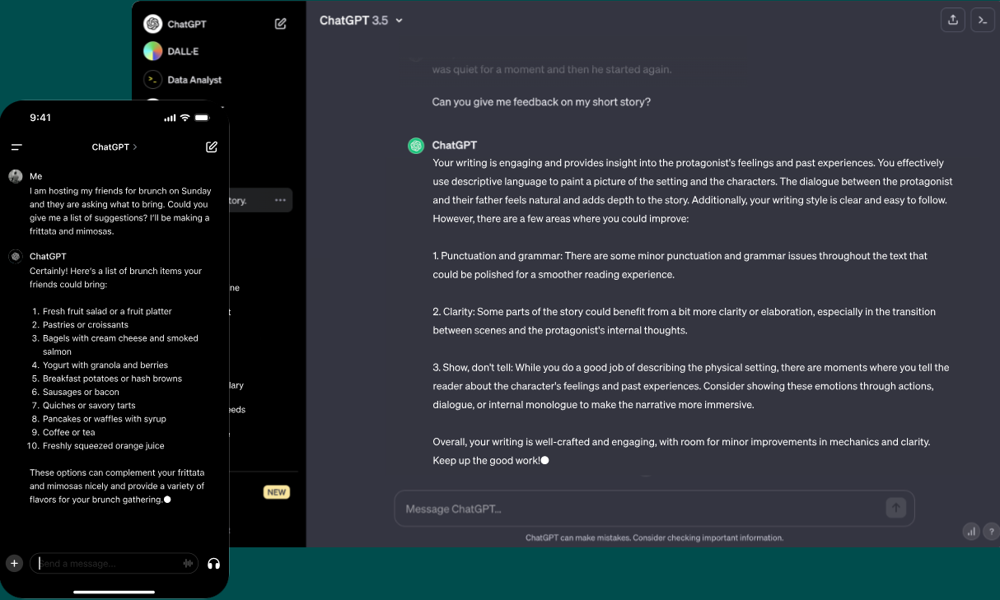 ChatGPT
DALL·E
Data Analyst
tory.
ne
t
lary
eeds
NEW
ChatGPT 3.5
was quiet for a moment and then he started again.
Can you give me feedback on my short story?
ChatGPT
Your writing is engaging and provides insight into the protagonist's feelings and past experiences. You effectively
use descriptive language to paint a picture of the setting and the characters. The dialogue between the protagonist
and their father feels natural and adds depth to the story. Additionally, your writing style is clear and easy to follow.
However, there are a few areas where you could improve:
1. Punctuation and grammar: There are some minor punctuation and grammar issues throughout the text that
could be polished for a smoother reading experience.
2. Clarity: Some parts of the story could benefit from a bit more clarity or elaboration, especially in the transition
between scenes and the protagonist's internal thoughts.
3. Show, don't tell: While you do a good job of describing the physical setting, there are moments where you tell the
reader about the character's feelings and past experiences. Consider showing these emotions through actions,
dialogue, or internal monologue to make the narrative more immersive.
Overall, your writing is well-crafted and engaging, with room for minor improvements in mechanics and clarity.
Keep up the good work!
Message ChatGPT...
ChatGPT can make mistakes. Consider checking important information.
?
9:41
ChatGPT >
Me
I am hosting my friends for brunch on Sunday
and they are asking what to bring. Could you
give me a list of suggestions? I'll be making a
frittata and mimosas.
ChatGPT
Certainly! Here's a list of brunch items your
friends could bring:
1. Fresh fruit salad or a fruit platter
2. Pastries or croissants
3. Bagels with cream cheese and smoked
salmon
4. Yogurt with granola and berries
5. Breakfast potatoes or hash browns
6. Sausages or bacon
7. Quiches or savory tarts
8. Pancakes or waffles with syrup
9. Coffee or tea
10. Freshly squeezed orange juice
These options can complement your frittata
and mimosas nicely and provide a variety of
flavors for your brunch gathering.
Send a message...